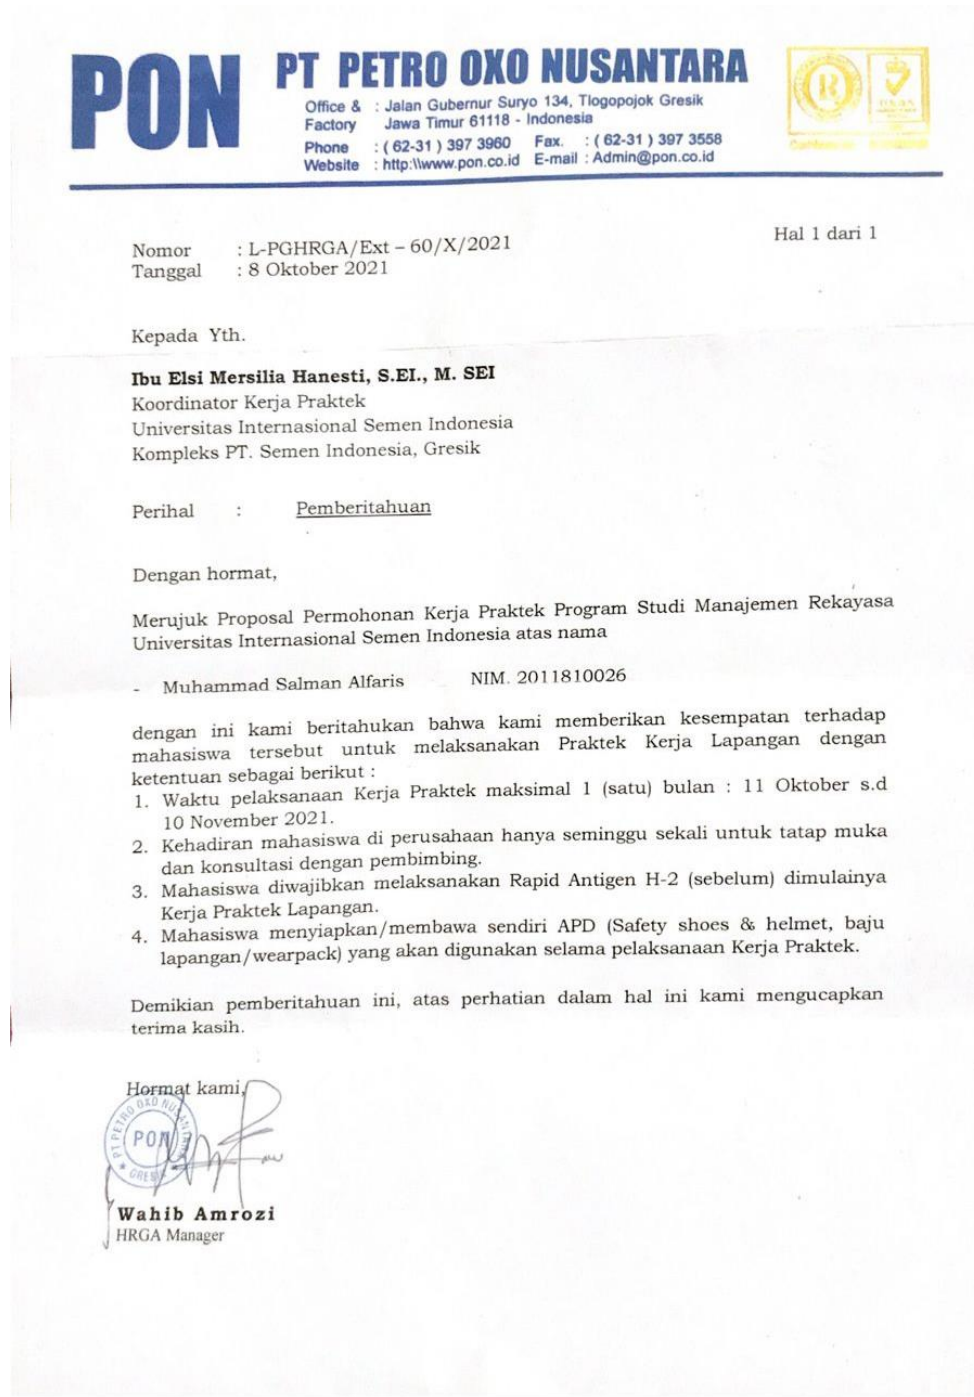 PON
PT PETRO OXO NUSANTARA
Office & : Jalan Gubernur Suryo 134, Tlogopojok Gresik
Factory Jawa Timur 61118 - Indonesia
Phone : ( 62-31 ) 397 3960 Fax. : ( 62-31 ) 397 3558
Website : http:\\www.pon.co.id E-mail : Admin@pon.co.id
Hal 1 dari 1
Nomor : L-PGHRGA/Ext – 60/X/2021
Tanggal : 8 Oktober 2021
Kepada Yth.
Ibu Elsi Mersilia Hanesti, S.EI., M. SEI
Koordinator Kerja Praktek
Universitas Internasional Semen Indonesia
Kompleks PT. Semen Indonesia, Gresik
Perihal : Pemberitahuan
Dengan hormat,
Merujuk Proposal Permohonan Kerja Praktek Program Studi Manajemen Rekayasa
Universitas Internasional Semen Indonesia atas nama
- Muhammad Salman Alfaris NIM. 2011810026
dengan ini kami beritahukan bahwa kami memberikan kesempatan terhadap
mahasiswa tersebut untuk melaksanakan Praktek Kerja Lapangan dengan
ketentuan sebagai berikut :
1. Waktu pelaksanaan Kerja Praktek maksimal 1 (satu) bulan : 11 Oktober s.d
10 November 2021.
2. Kehadiran mahasiswa di perusahaan hanya seminggu sekali untuk tatap muka
dan konsultasi dengan pembimbing.
3. Mahasiswa diwajibkan melaksanakan Rapid Antigen H-2 (sebelum) dimulainya
Kerja Praktek Lapangan.
4. Mahasiswa menyiapkan/membawa sendiri APD (Safety shoes & helmet, baju
lapangan/wearpack) yang akan digunakan selama pelaksanaan Kerja Praktek.
Demikian pemberitahuan ini, atas perhatian dalam hal ini kami mengucapkan
terima kasih.
Hormat kami,
PT PETRO OXO NUSANTARA
PON
GRESIK
Wahib Amrozi
HRGA Manager